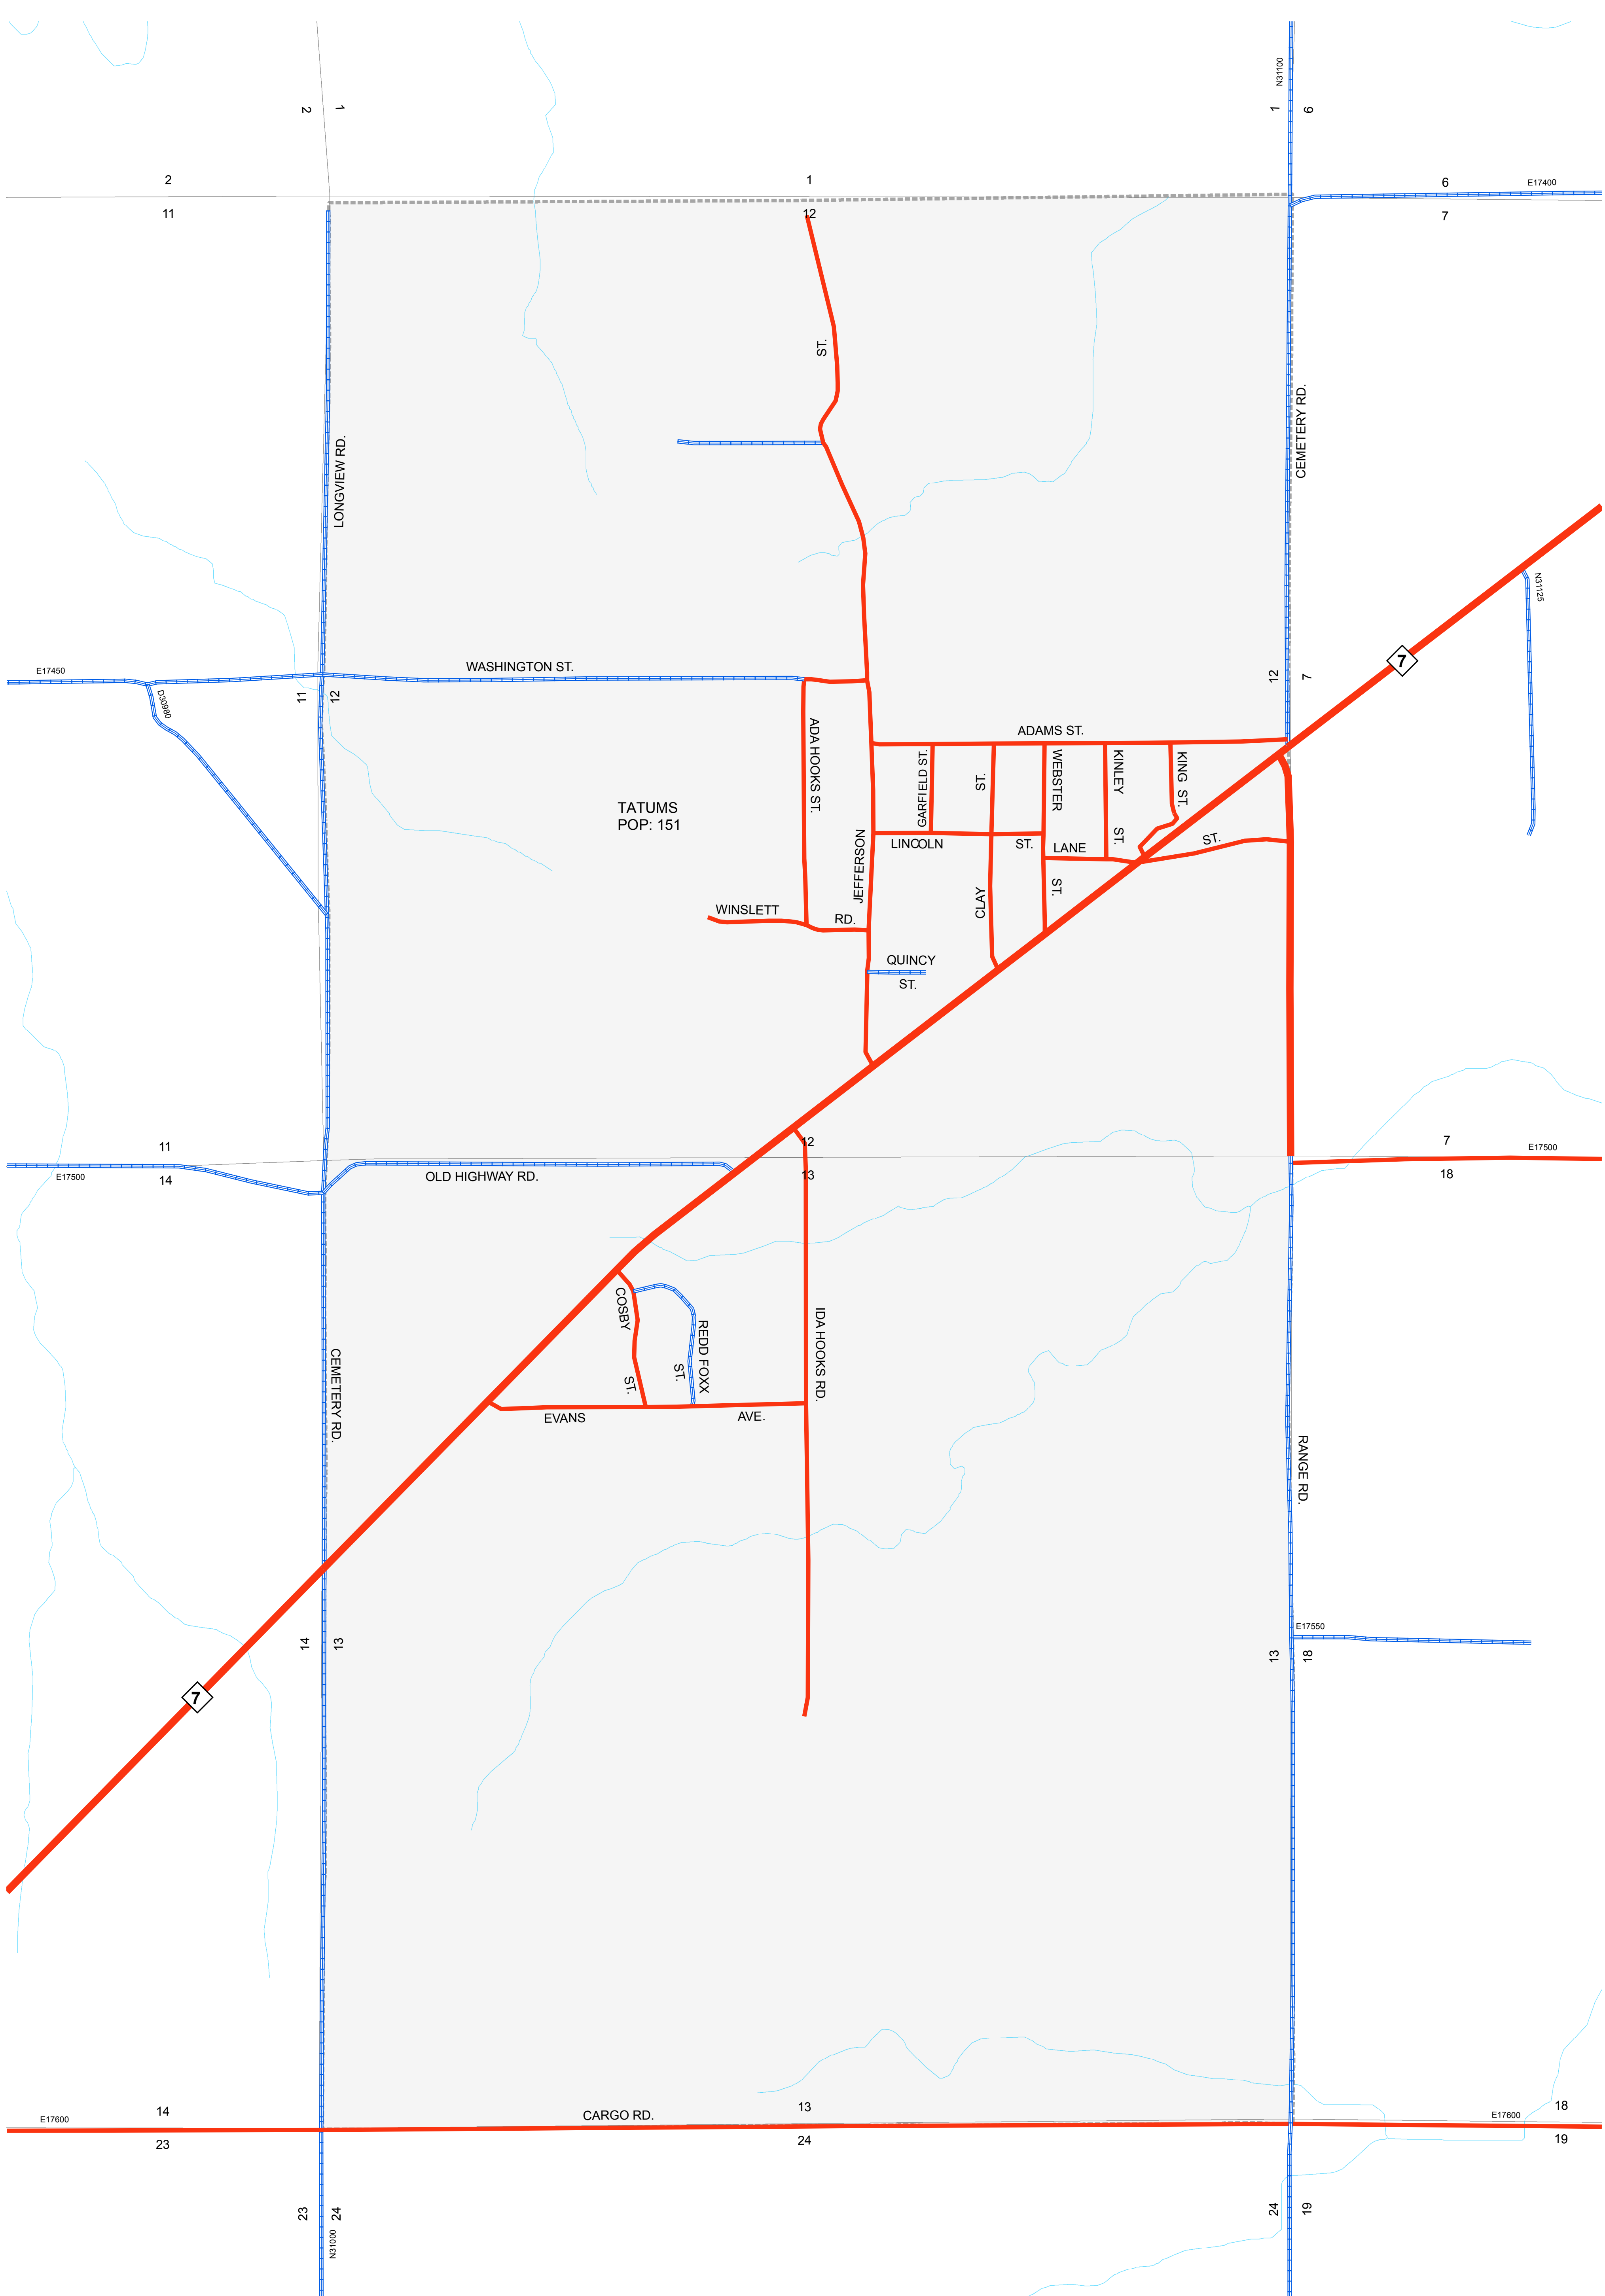 N31100
2
1
1
6
2
1
6
E17400
11
12
7
ST.
CEMETERY RD.
LONGVIEW RD.
N31125
7
E17450
WASHINGTON ST.
D30980
11
12
12
7
ADA HOOKS ST.
ADAMS ST.
GARFIELD ST.
ST.
WEBSTER
KINLEY
KING ST.
TATUMS
POP: 151
JEFFERSON
LINCOLN
ST.
LANE
ST.
ST.
CLAY
ST.
WINSLETT
RD.
QUINCY
ST.
11
12
7
E17500
E17500
14
OLD HIGHWAY RD.
13
18
COSBY
ST.
REDD FOXX
ST.
IDA HOOKS RD.
CEMETERY RD.
EVANS
AVE.
RANGE RD.
14
13
13
18
E17550
7
14
13
18
E17600
CARGO RD.
E17600
23
24
19
23
24
24
19
N31000